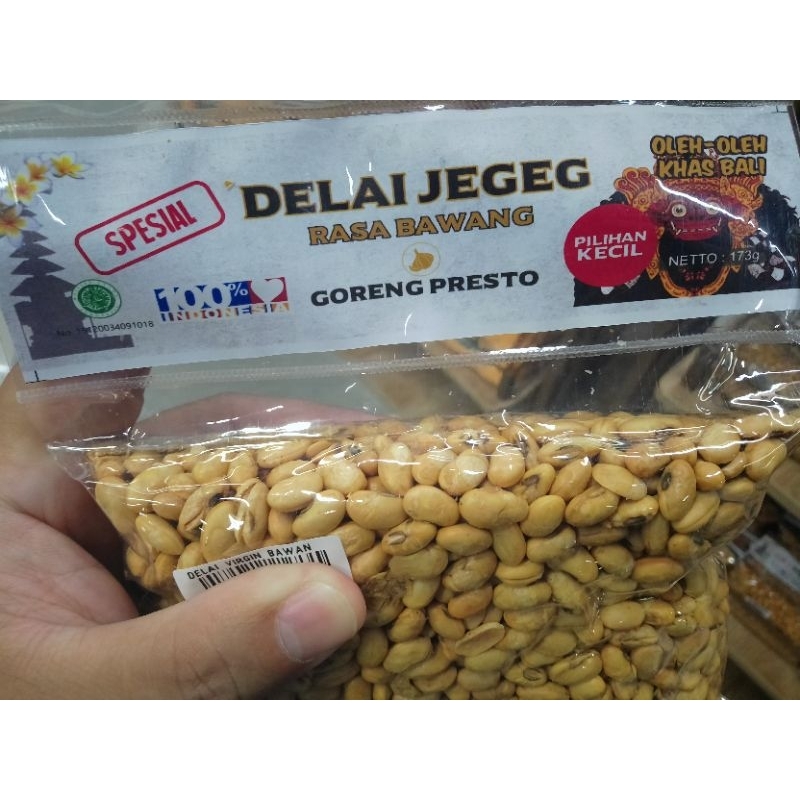 SPESIAL
DELAI JEGEG
RASA BAWANG
GORENG PRESTO
100%
INDONESIA
OLEH-OLEH
KHAS BALI
PILIHAN
KECIL
NETTO : 173g
DELAI VIRGIN BAWAN